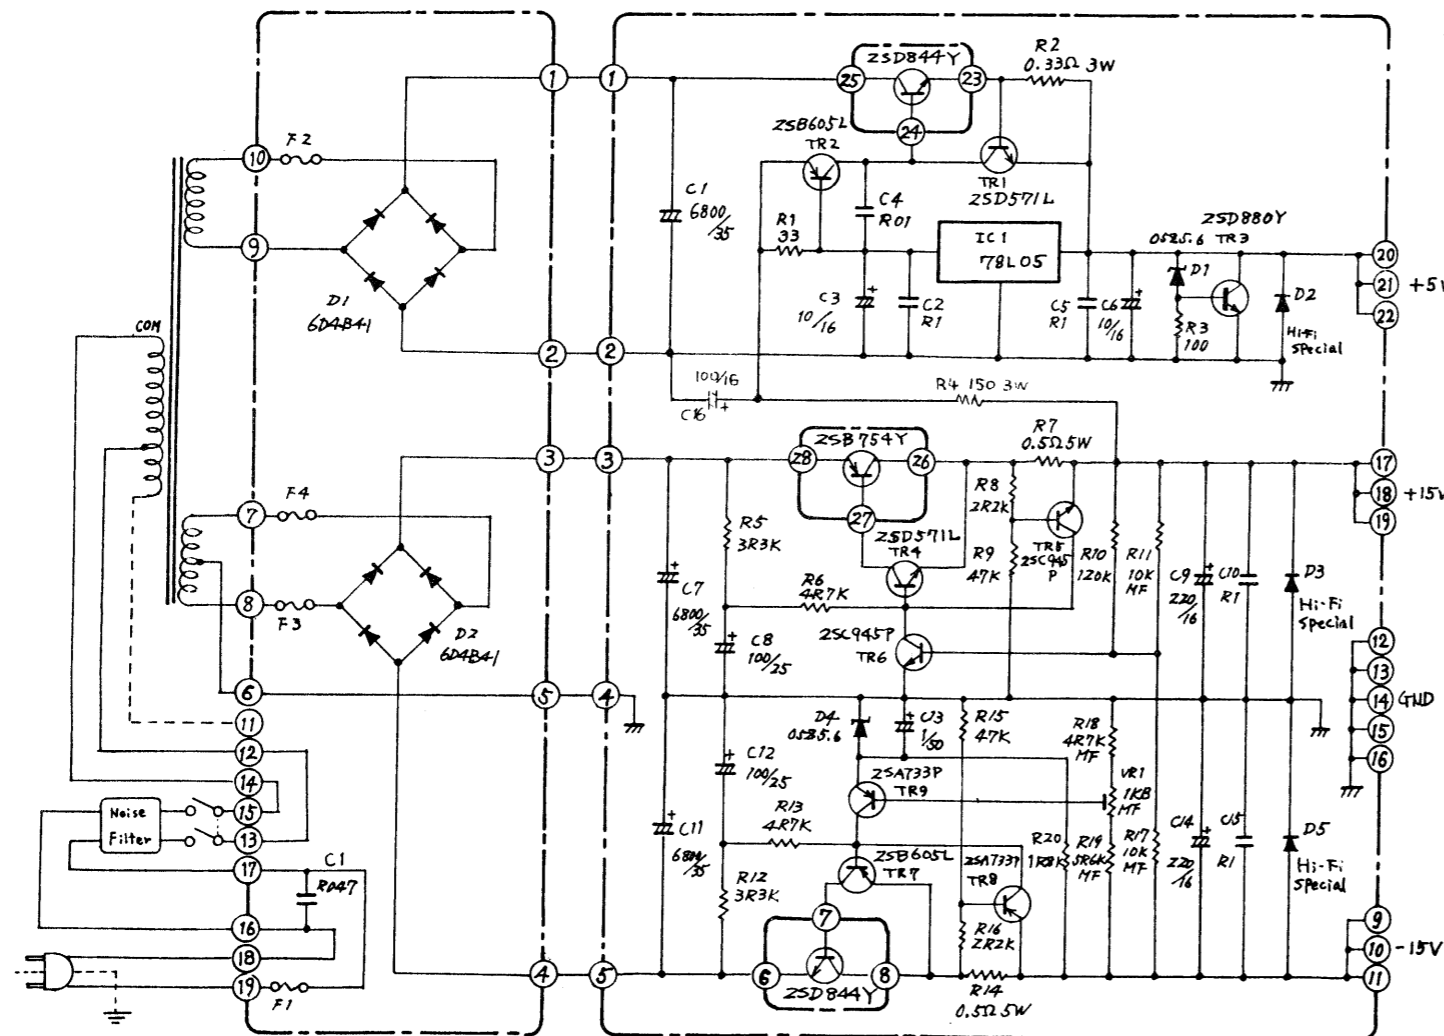 F2
10
9
D1
6D4B41
COM
F4
7
8
F3
D2
6D4B41
6
11
12
14
15
13
17
16
18
19
Noise
Filter
C1
R047
F1
1
2
3
5
4
1
2
3
4
5
C1
6800/35
2SD844Y
25
23
24
R2
0.33Ω 3W
2SB605L
TR2
TR1
2SD571L
R1
33
C4
R01
IC1
78L05
C3
10/16
C2
R1
C5
R1
C6
10/16
05Z5.6
2SD880Y
TR3
D1
R3
100
D2
Hi-Fi
Special
20
21
22
+5V
100/16
C16
R4 150 3W
2SB754Y
28
26
27
R7
0.5Ω5W
R8
2R2K
R5
3R3K
2SD571L
TR4
R9
47K
TR5
2SC945
P
R10
120K
R11
10K
MF
C9
220/16
C10
R1
D3
Hi-Fi
Special
17
18
19
+15V
R6
4R7K
C7
6800/35
C8
100/25
2SC945P
TR6
12
13
14
GND
15
16
D4
05Z5.6
C13
1/50
R15
47K
R18
4R7K
MF
VR1
1KB
MF
C12
100/25
2SA733P
TR9
R13
4R7K
C11
6800/35
R12
3R3K
2SB605L
TR7
2SA733P
TR8
R20
1R8K
R19
5R6K
MF
R17
10K
MF
C14
220/16
C15
R1
D5
Hi-Fi
Special
R16
2R2K
7
6
8
2SD844Y
R14
0.5Ω5W
9
10
11
-15V